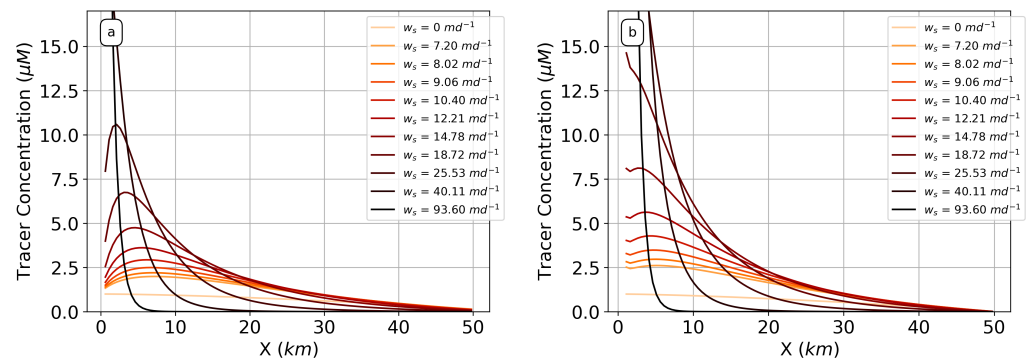 a
Tracer Concentration (μM)
15.0
12.5
10.0
7.5
5.0
2.5
0.0
0
10
20
30
40
50
X (km)
w_s = 0 md⁻¹
w_s = 7.20 md⁻¹
w_s = 8.02 md⁻¹
w_s = 9.06 md⁻¹
w_s = 10.40 md⁻¹
w_s = 12.21 md⁻¹
w_s = 14.78 md⁻¹
w_s = 18.72 md⁻¹
w_s = 25.53 md⁻¹
w_s = 40.11 md⁻¹
w_s = 93.60 md⁻¹
b
Tracer Concentration (μM)
15.0
12.5
10.0
7.5
5.0
2.5
0.0
0
10
20
30
40
50
X (km)
w_s = 0 md⁻¹
w_s = 7.20 md⁻¹
w_s = 8.02 md⁻¹
w_s = 9.06 md⁻¹
w_s = 10.40 md⁻¹
w_s = 12.21 md⁻¹
w_s = 14.78 md⁻¹
w_s = 18.72 md⁻¹
w_s = 25.53 md⁻¹
w_s = 40.11 md⁻¹
w_s = 93.60 md⁻¹